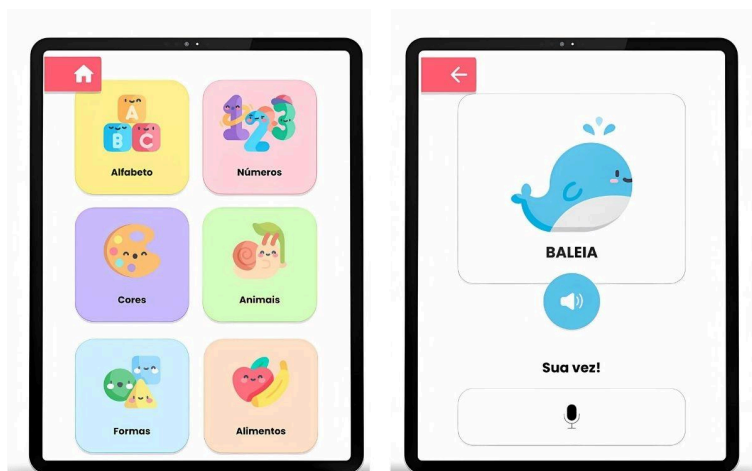 A
B C
123
Alfabeto
Números
Cores
Animais
Formas
Alimentos
BALEIA
Sua vez!